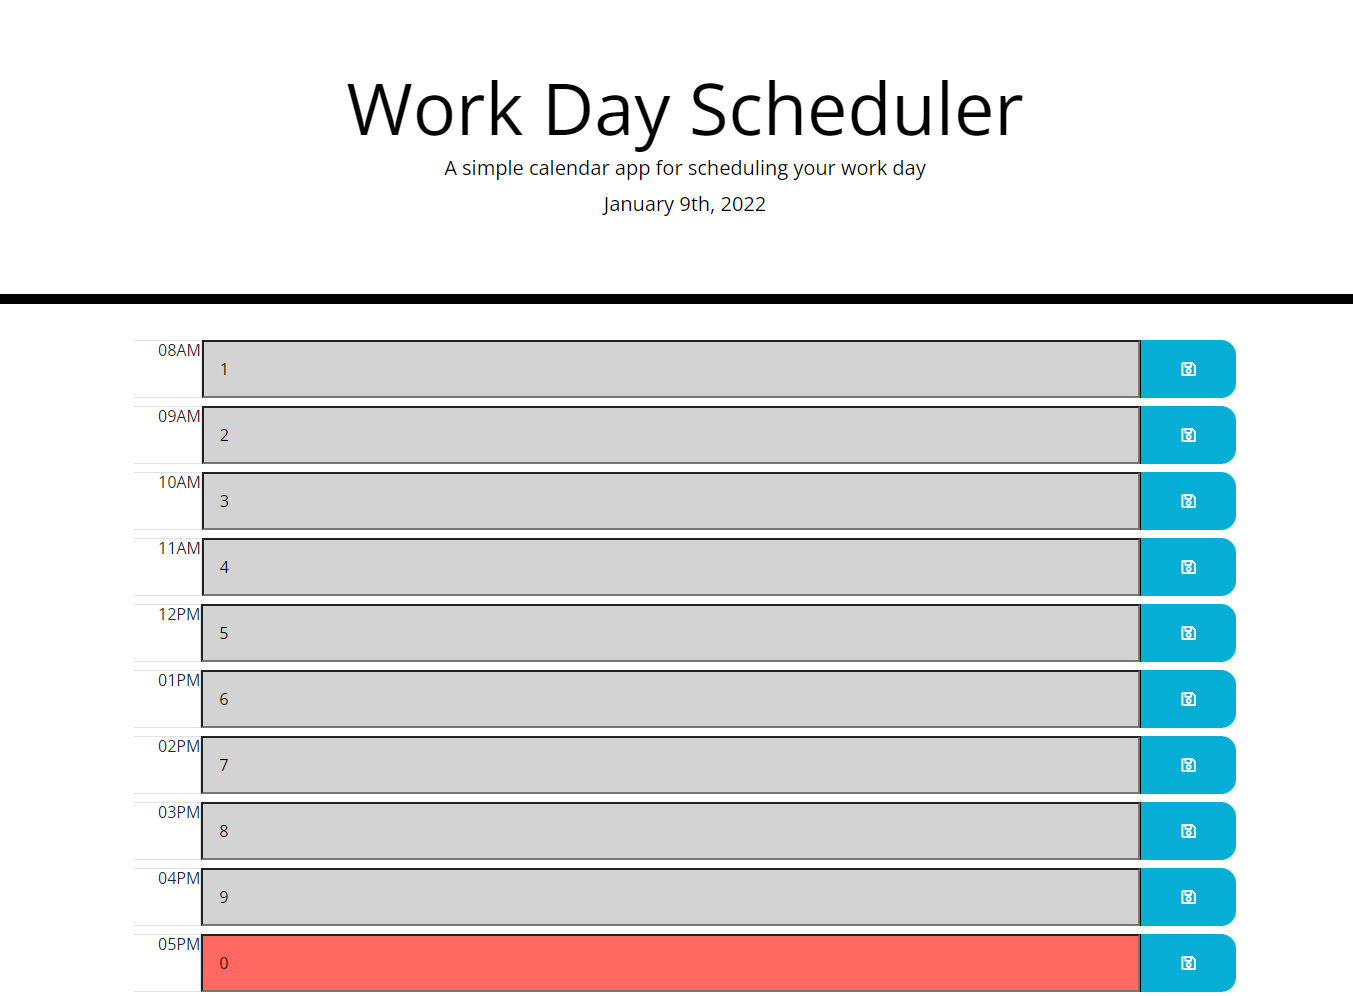 Work Day Scheduler
A simple calendar app for scheduling your work day
January 9th, 2022
08AM 1
09AM 2
10AM 3
11AM 4
12PM 5
01PM 6
02PM 7
03PM 8
04PM 9
05PM 0